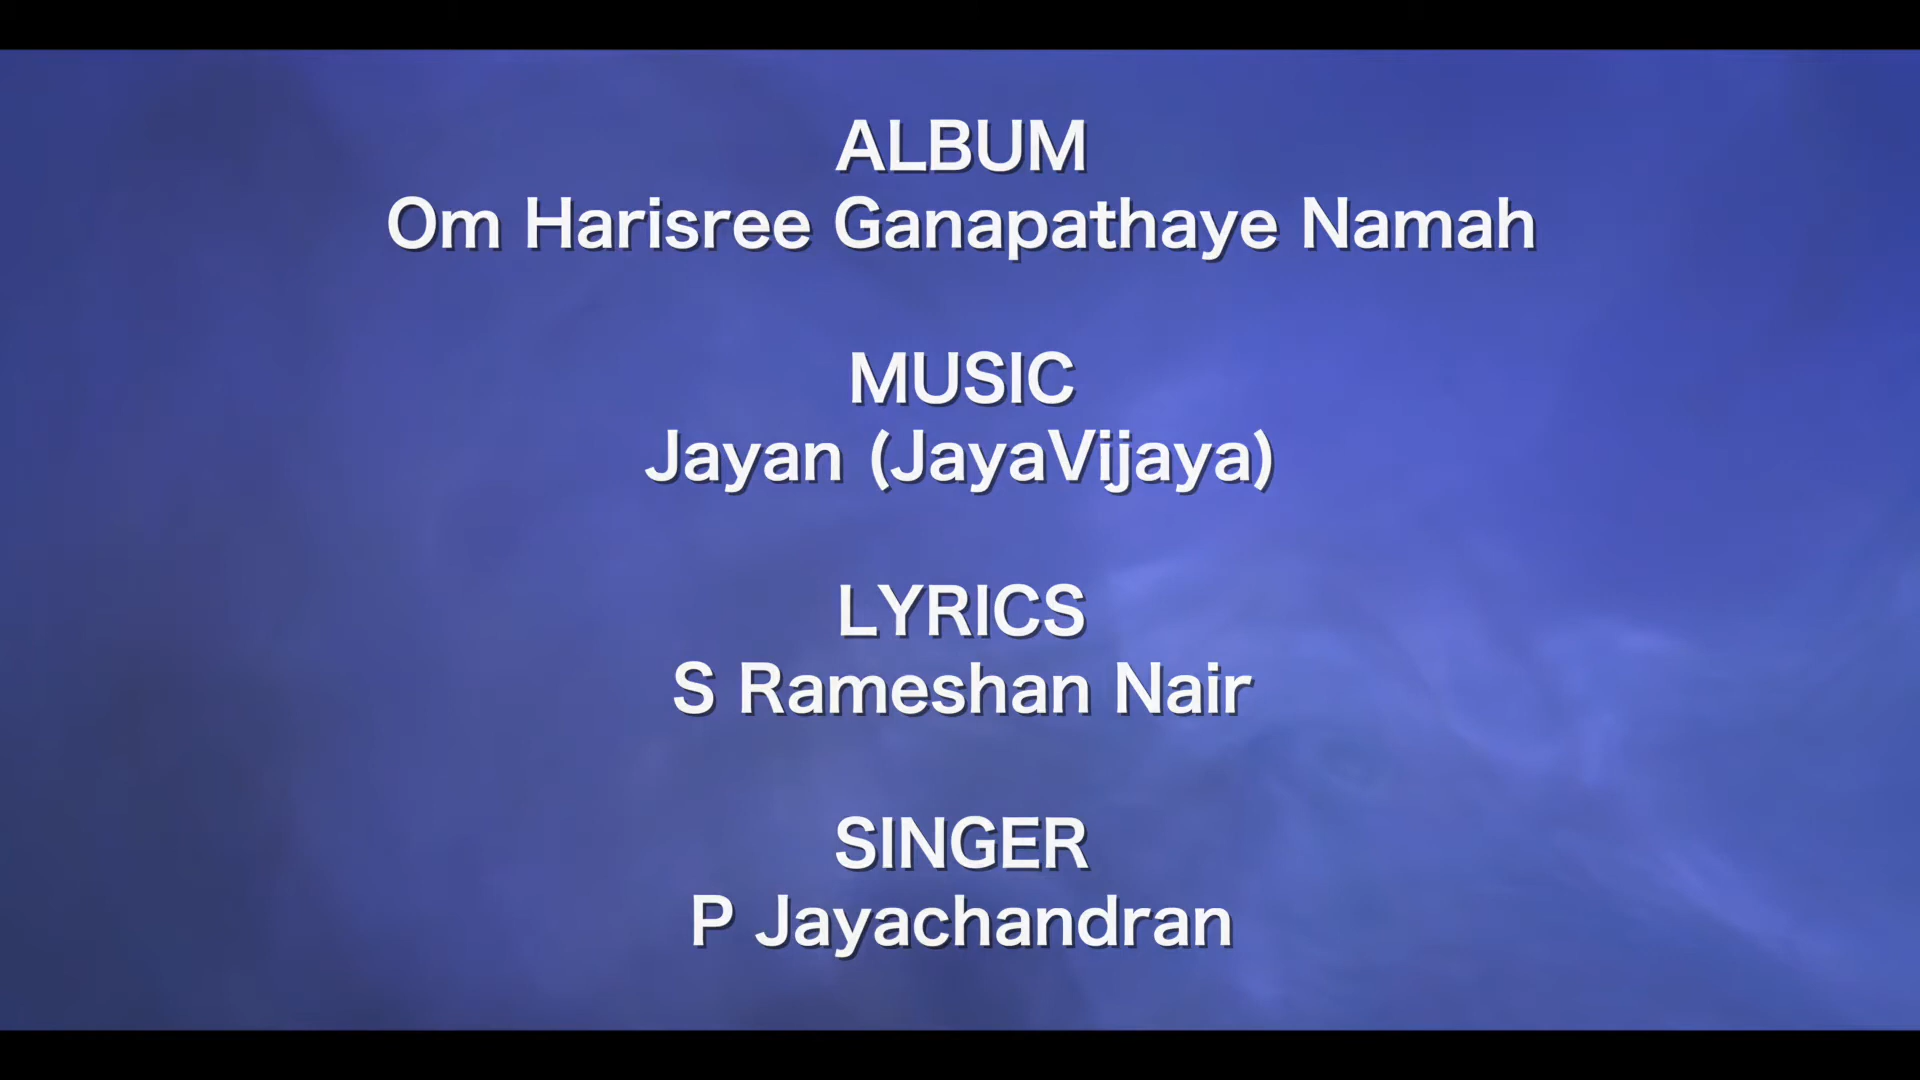 ALBUM
Om Harisree Ganapathaye Namah
MUSIC
Jayan (JayaVijaya)
LYRICS
S Rameshan Nair
SINGER
P Jayachandran